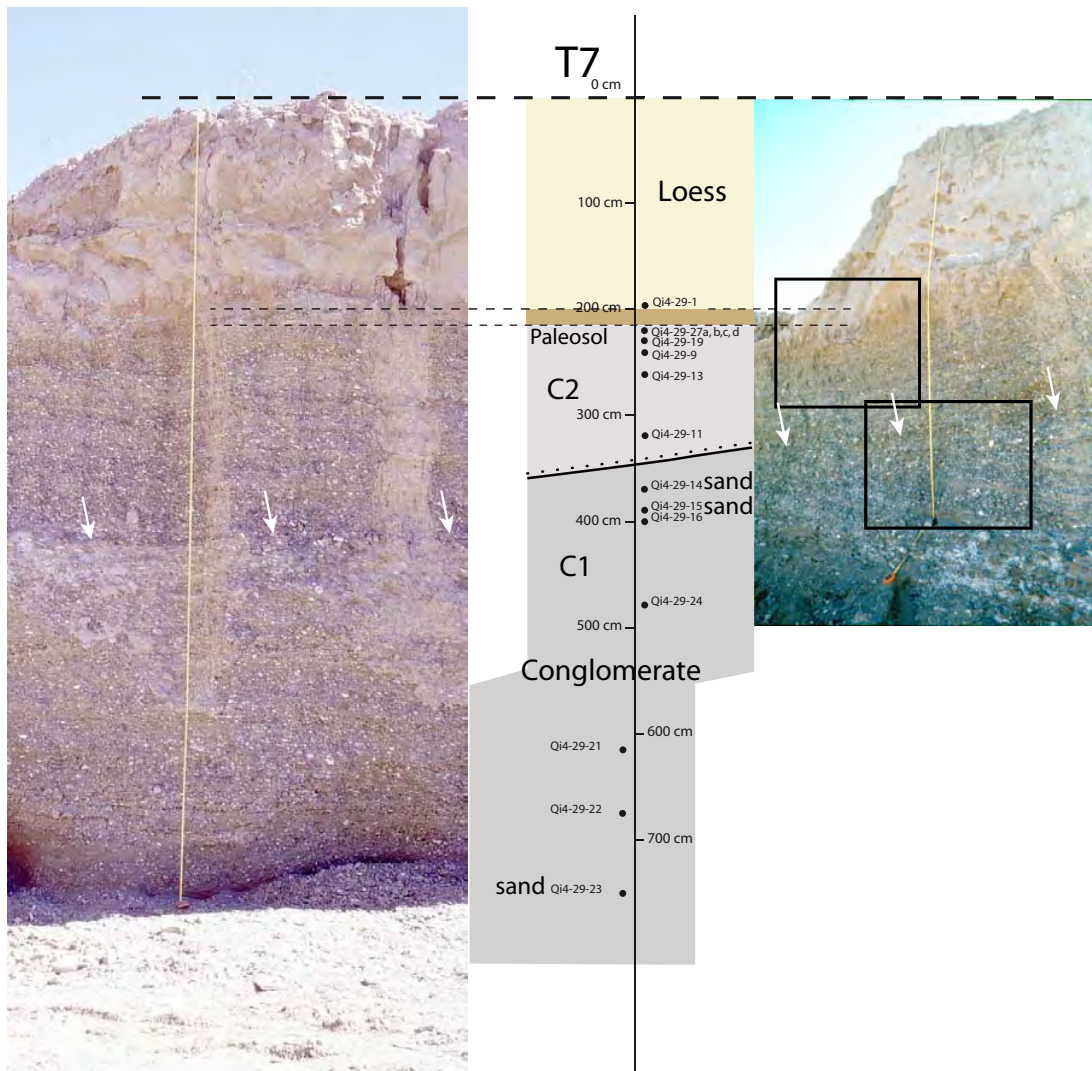 T7
0 cm
100 cm
Loess
Qi4-29-1
200 cm
Qi4-29-27a, b,c, d
Paleosol
Qi4-29-19
Qi4-29-9
Qi4-29-13
C2
300 cm
Qi4-29-11
Qi4-29-14 sand
Qi4-29-15 sand
Qi4-29-16
400 cm
C1
Qi4-29-24
500 cm
Conglomerate
600 cm
Qi4-29-21
Qi4-29-22
700 cm
sand Qi4-29-23